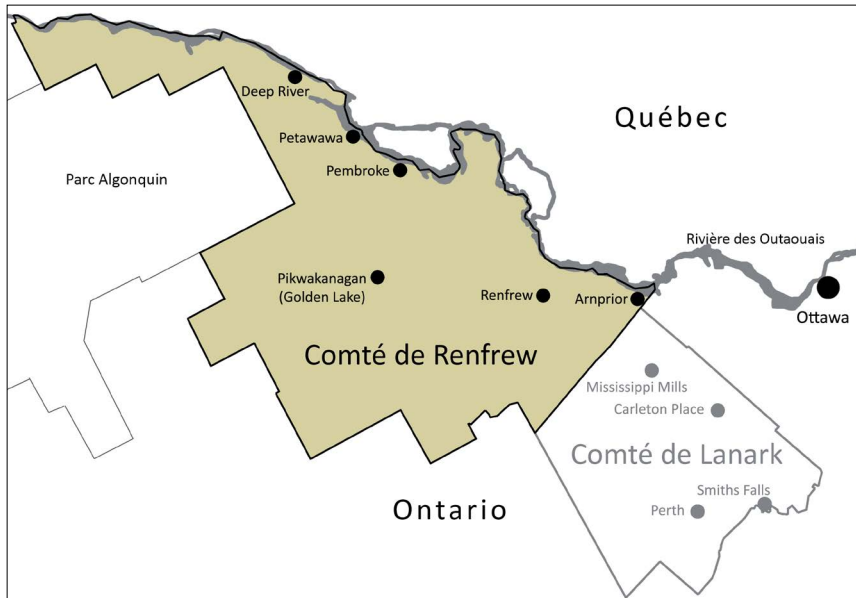 Deep River
Québec
Petawawa
Pembroke
Parc Algonquin
Rivière des Outaouais
Pikwakanagan
(Golden Lake)
Renfrew
Arnprior
Ottawa
Comté de Renfrew
Mississippi Mills
Carleton Place
Comté de Lanark
Smiths Falls
Ontario
Perth